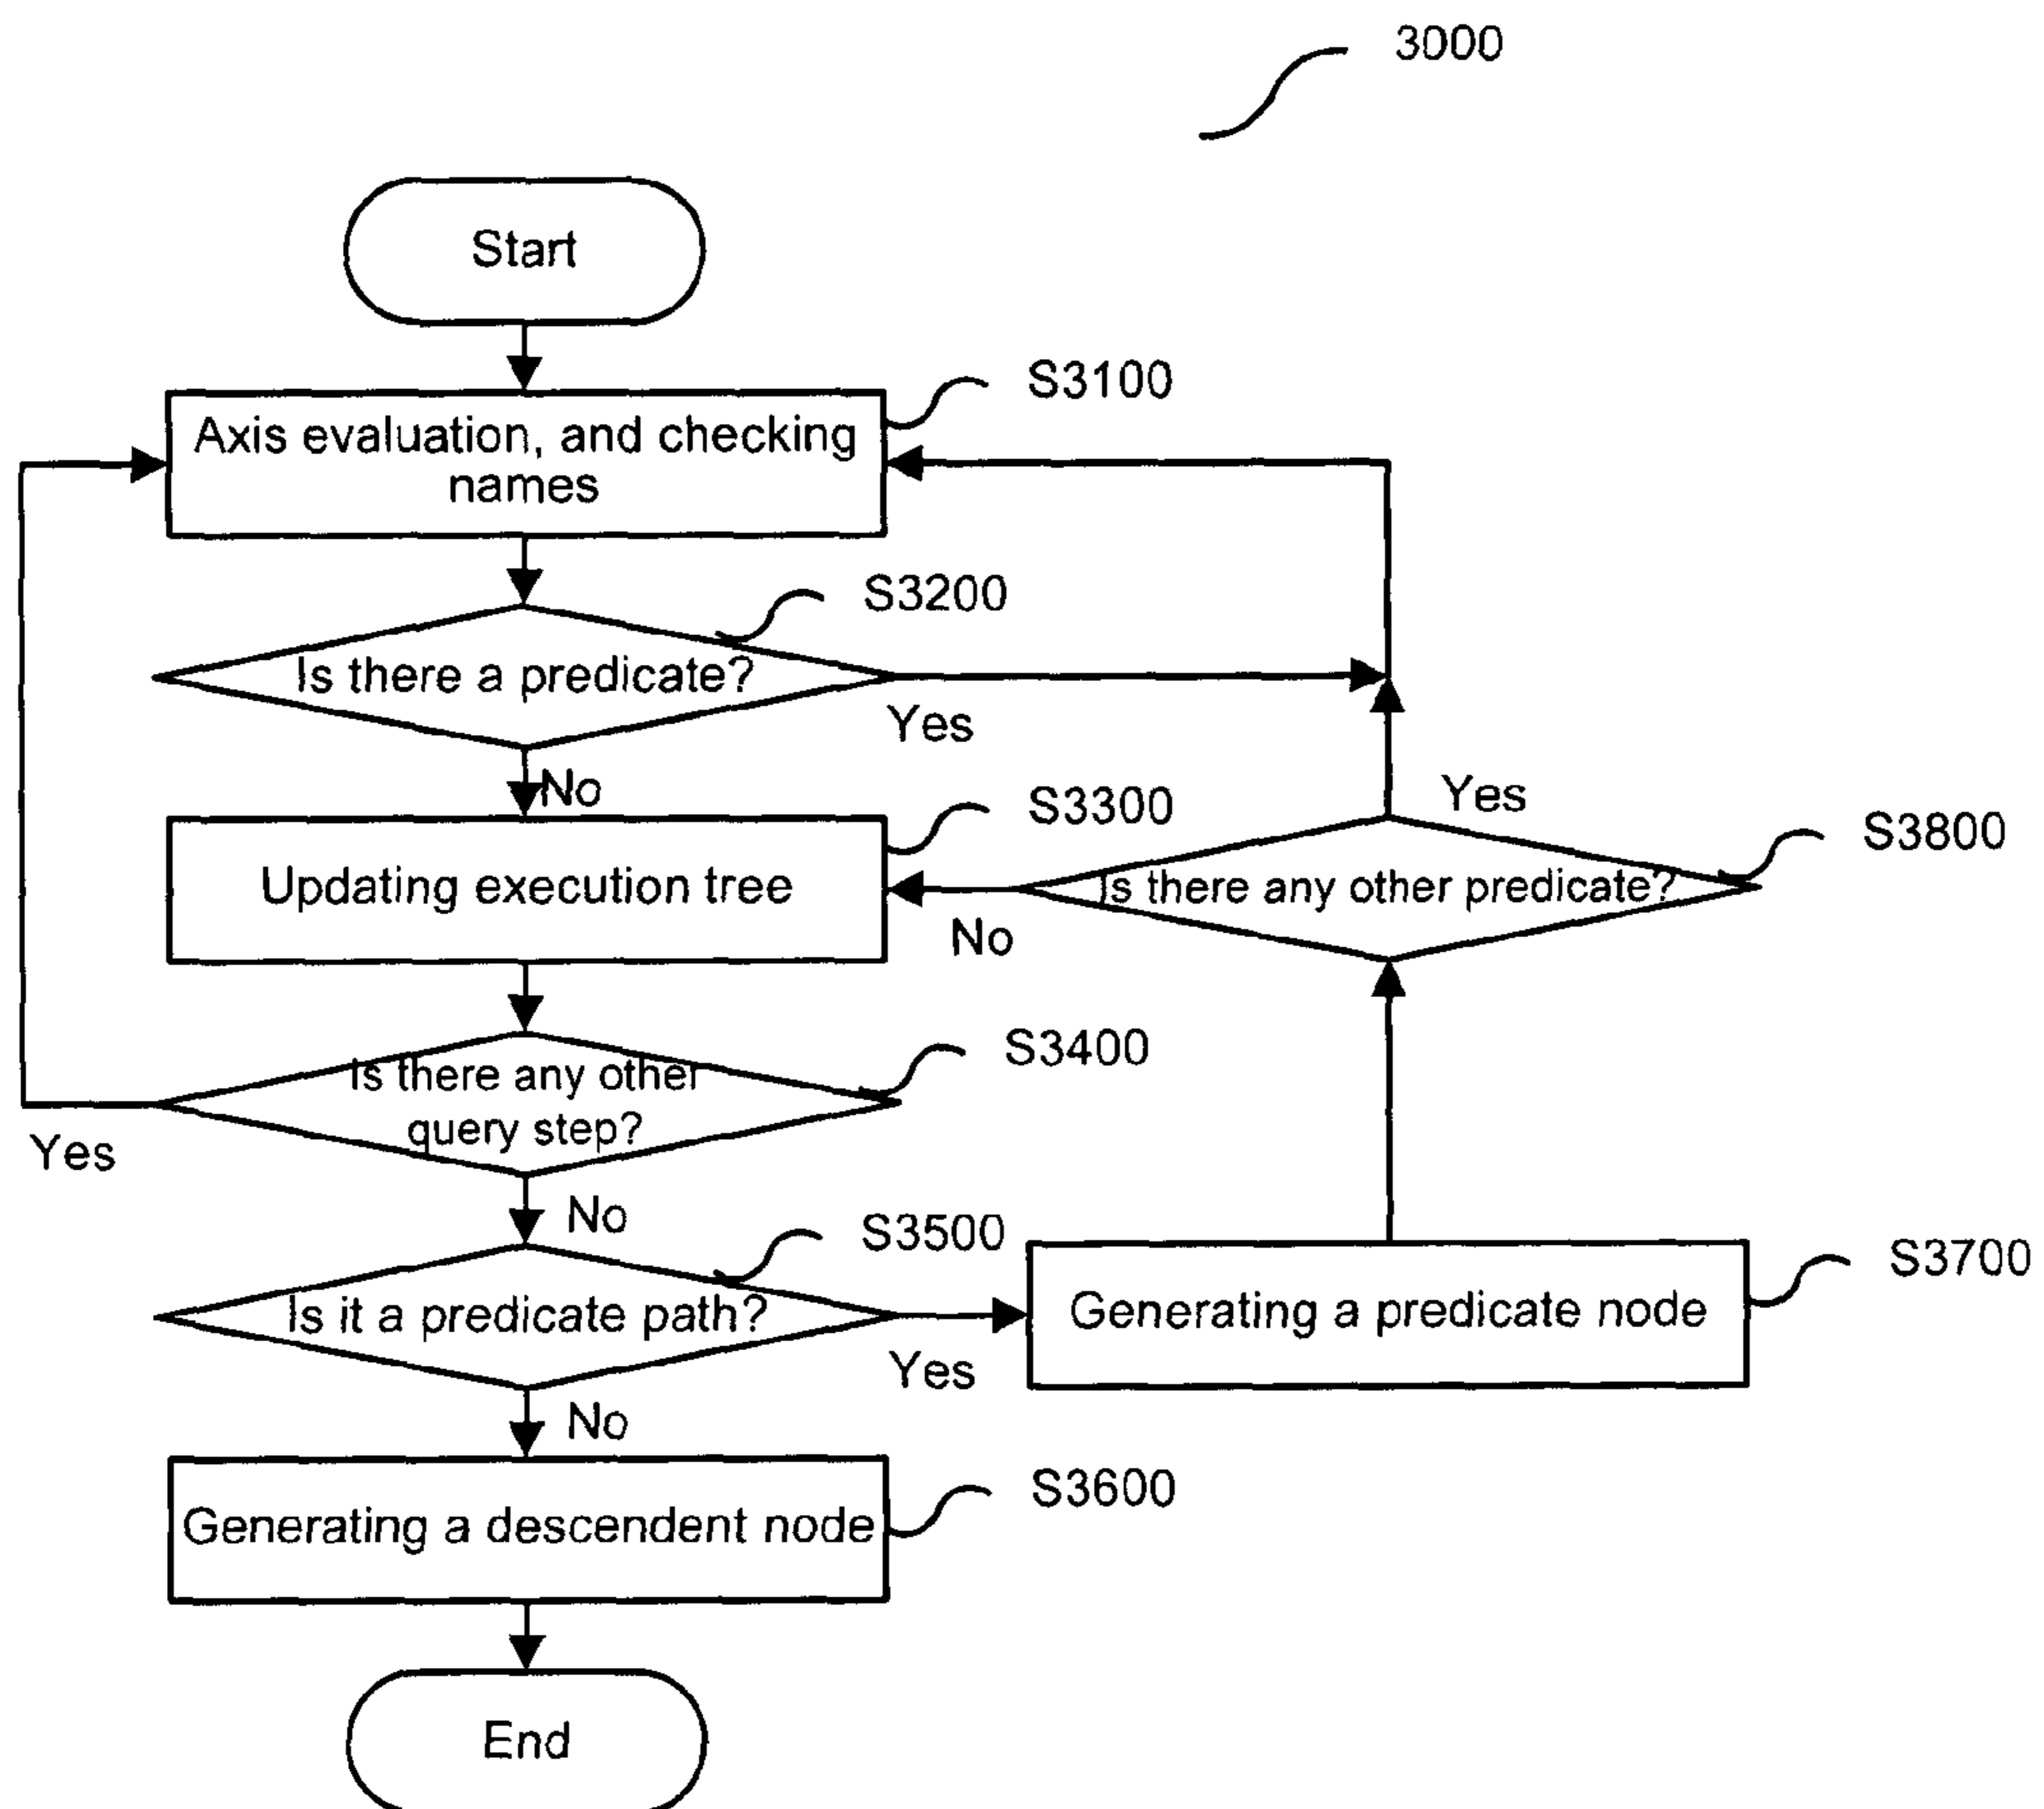 3000
Start
S3100
Axis evaluation, and checking
names
S3200
Is there a predicate?
Yes
No
S3300
Updating execution tree
Yes
S3800
Is there any other predicate?
No
S3400
Is there any other
query step?
Yes
No
S3500
Is it a predicate path?
Yes
S3700
Generating a predicate node
No
S3600
Generating a descendent node
End